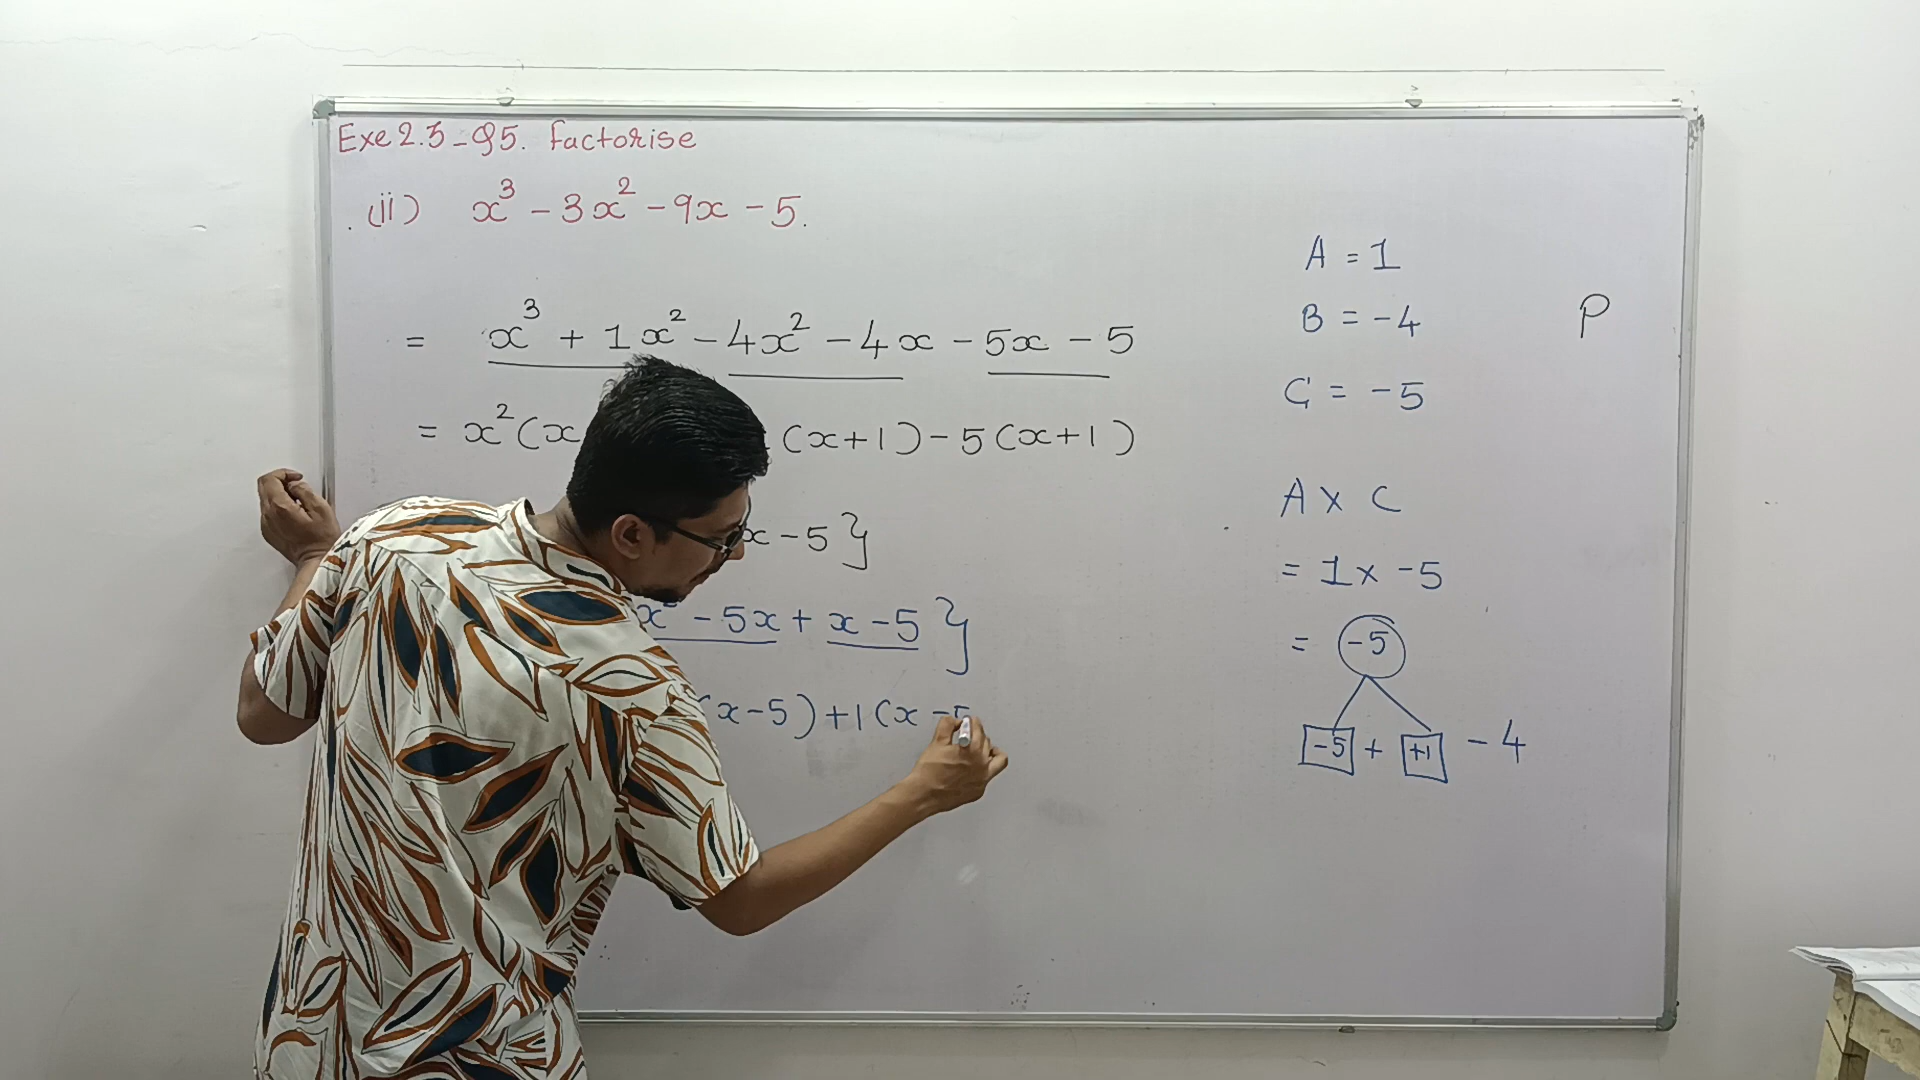 Exe 2.3 - Q5. factorise
(ii) x³ - 3x² - 9x - 5.
= x³ + 1x² - 4x² - 4x - 5x - 5
= x²(x (x+1) - 5(x+1)
x - 5}
x² - 5x + x - 5}
(x-5) + 1(x - 5
A = 1
B = -4
C = -5
P
A x C
= 1 x -5
= -5
-5 + +1 - 4